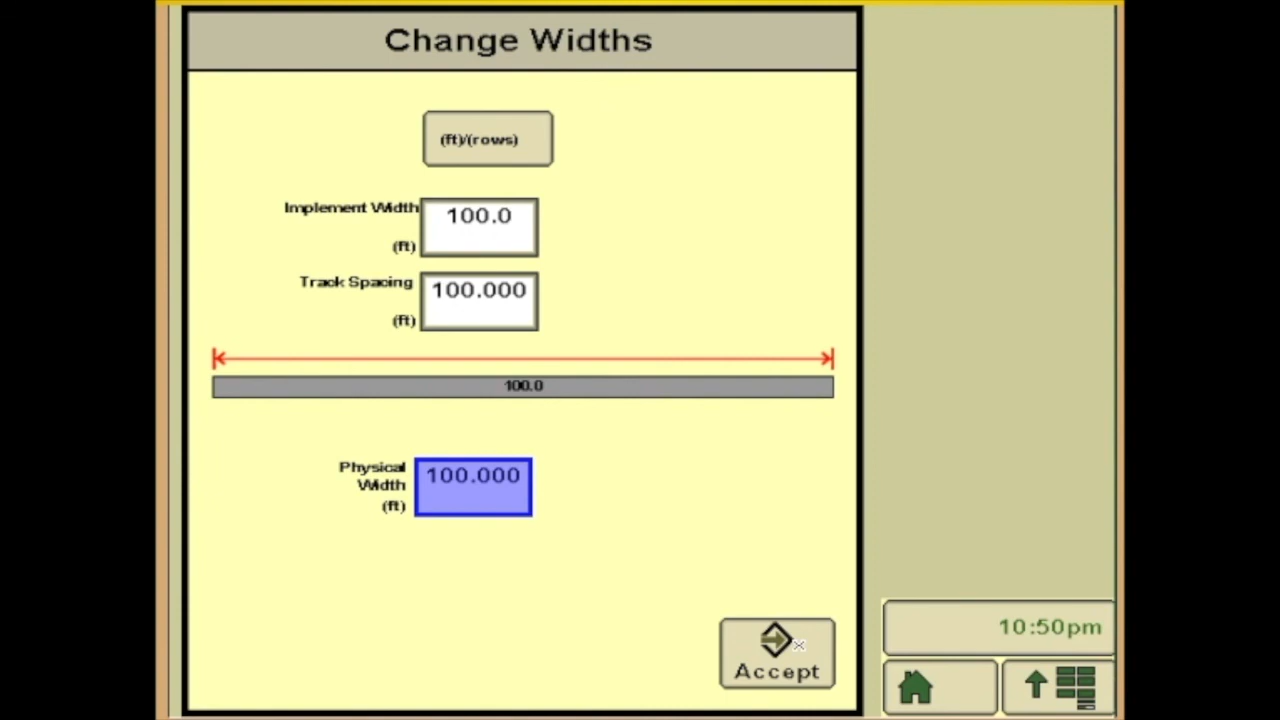 Change Widths
(ft)/(rows)
Implement Width
(ft)
100.0
Track Spacing
(ft)
100.000
100.0
Physical
Width
(ft)
100.000
Accept
10:50pm